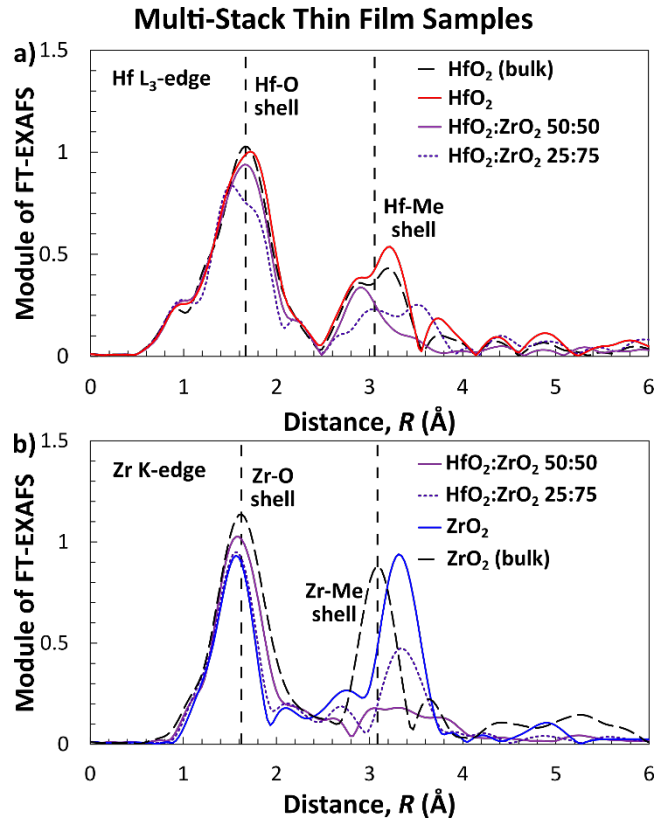 Multi-Stack Thin Film Samples
a)
1.5
1
0.5
0
Module of FT-EXAFS
Hf L₃-edge
Hf-O
shell
Hf-Me
shell
HfO₂ (bulk)
HfO₂
HfO₂:ZrO₂ 50:50
HfO₂:ZrO₂ 25:75
0 1 2 3 4 5 6
Distance, R (Å)
b)
1.5
1
0.5
0
Module of FT-EXAFS
Zr K-edge
Zr-O
shell
Zr-Me
shell
HfO₂:ZrO₂ 50:50
HfO₂:ZrO₂ 25:75
ZrO₂
ZrO₂ (bulk)
0 1 2 3 4 5 6
Distance, R (Å)